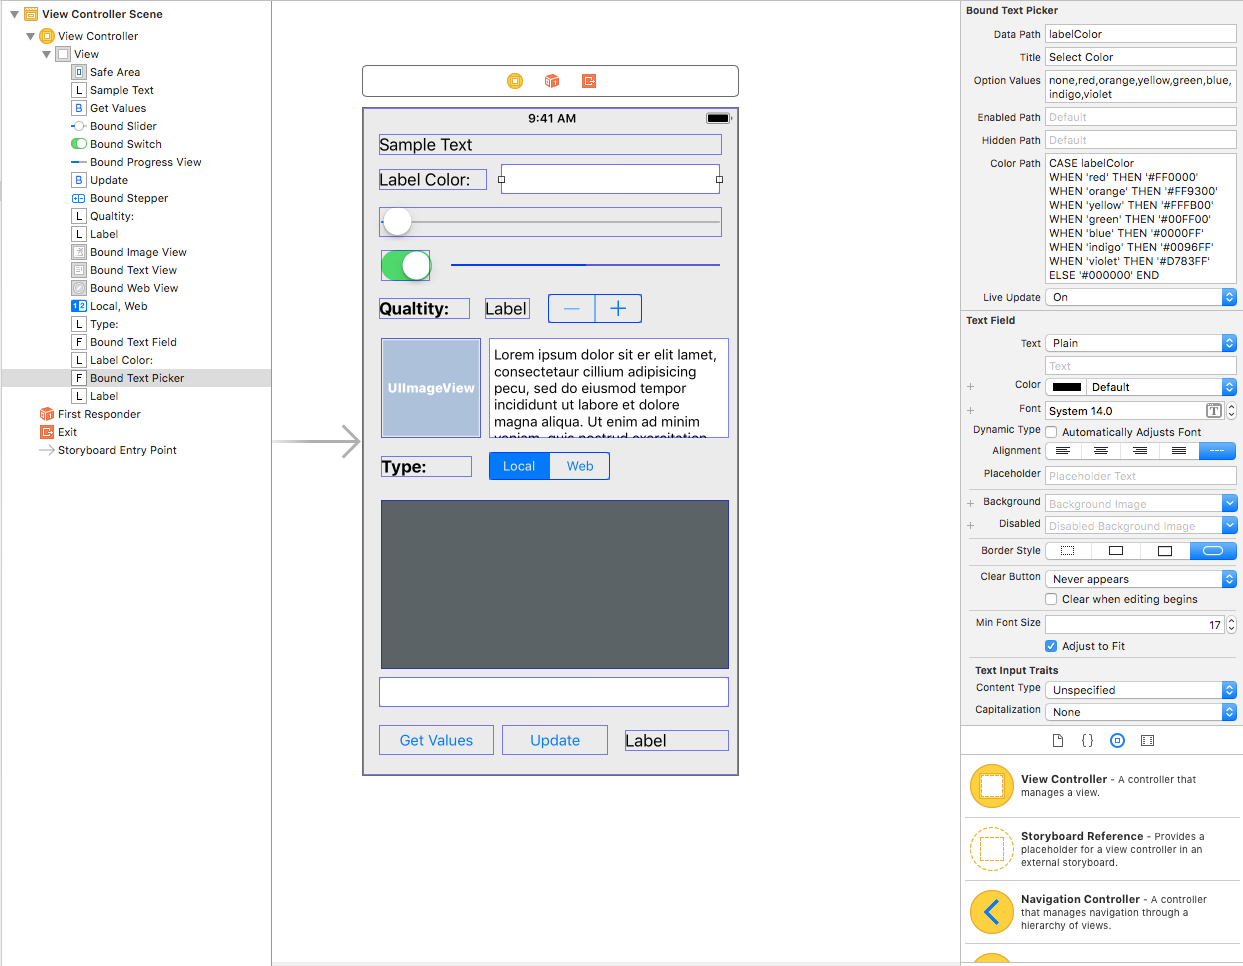 View Controller Scene
View Controller
View
Safe Area
L Sample Text
B Get Values
Bound Slider
Bound Switch
Bound Progress View
B Update
Bound Stepper
L Qualtity:
L Label
Bound Image View
Bound Text View
Bound Web View
1 2 Local, Web
L Type:
F Bound Text Field
L Label Color:
F Bound Text Picker
L Label
First Responder
Exit
Storyboard Entry Point
9:41 AM
Sample Text
Label Color:
Qualtity:
Label
UIImageView
Lorem ipsum dolor sit er elit lamet,
consectetaur cillium adipisicing
pecu, sed do eiusmod tempor
incididunt ut labore et dolore
magna aliqua. Ut enim ad minim
veniam, quis nostrud exercitation
Type:
Local Web
Get Values Update Label
Bound Text Picker
Data Path labelColor
Title Select Color
Option Values none,red,orange,yellow,green,blue,
indigo,violet
Enabled Path Default
Hidden Path Default
Color Path CASE labelColor
WHEN 'red' THEN '#FF0000'
WHEN 'orange' THEN '#FF9300'
WHEN 'yellow' THEN '#FFFB00'
WHEN 'green' THEN '#00FF00'
WHEN 'blue' THEN '#0000FF'
WHEN 'indigo' THEN '#0096FF'
WHEN 'violet' THEN '#D783FF'
ELSE '#000000' END
Live Update On
Text Field
Text Plain
Text
+ Color Default
+ Font System 14.0 T
Dynamic Type Automatically Adjusts Font
Alignment
Placeholder Placeholder Text
+ Background Background Image
+ Disabled Disabled Background Image
Border Style
Clear Button Never appears
Clear when editing begins
Min Font Size 17
Adjust to Fit
Text Input Traits
Content Type Unspecified
Capitalization None
{ }
View Controller - A controller that
manages a view.
Storyboard Reference - Provides a
placeholder for a view controller in an
external storyboard.
Navigation Controller - A controller
that manages navigation through a
hierarchy of views.